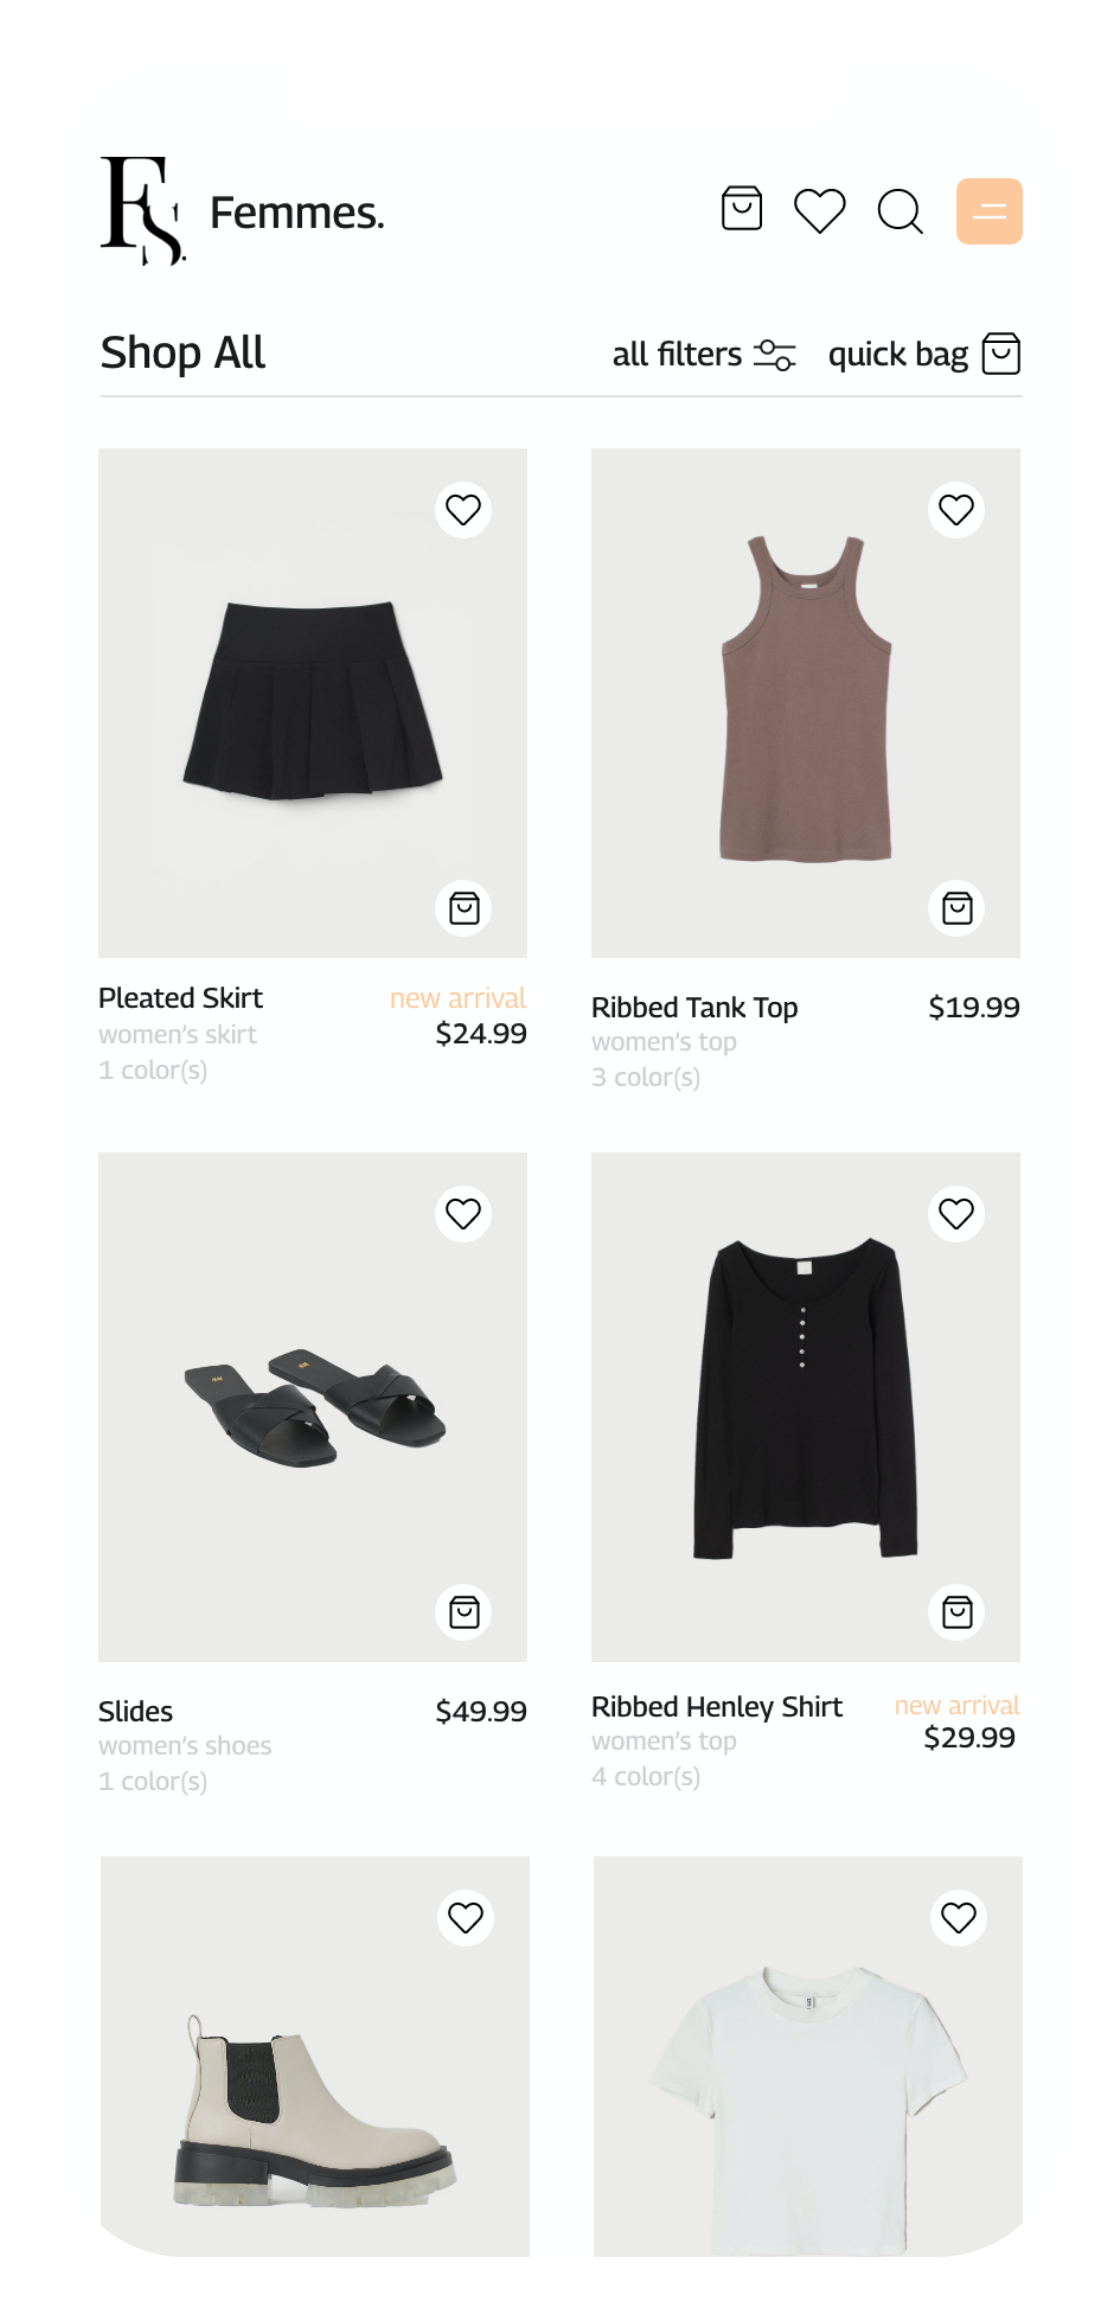 FS.
Femmes.
Shop All
all filters
quick bag
Pleated Skirt
new arrival
women's skirt
$24.99
1 color(s)
Ribbed Tank Top
$19.99
women's top
3 color(s)
Slides
$49.99
women's shoes
1 color(s)
Ribbed Henley Shirt
new arrival
women's top
$29.99
4 color(s)